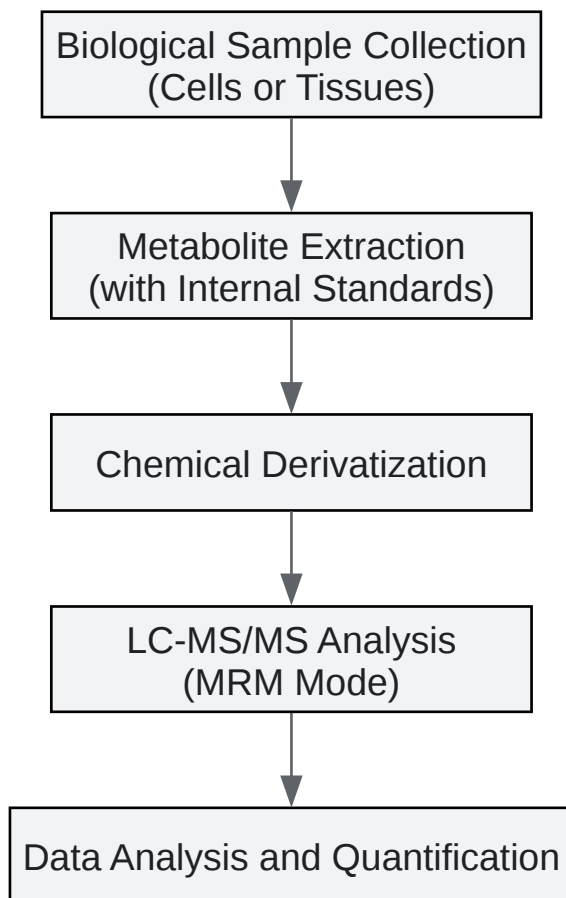 Biological Sample Collection
(Cells or Tissues)
Metabolite Extraction
(with Internal Standards)
Chemical Derivatization
LC-MS/MS Analysis
(MRM Mode)
Data Analysis and Quantification